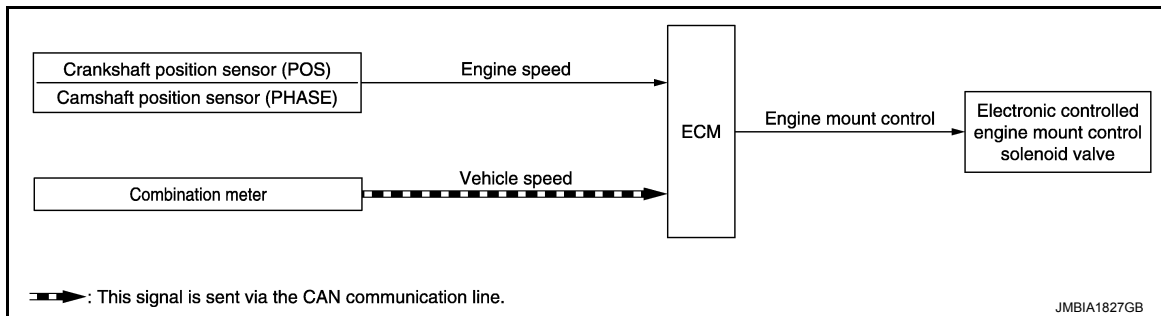 Crankshaft position sensor (POS)
Camshaft position sensor (PHASE)
Engine speed
Combination meter
Vehicle speed
ECM
Engine mount control
Electronic controlled
engine mount control
solenoid valve
: This signal is sent via the CAN communication line.
JMBIA1827GB